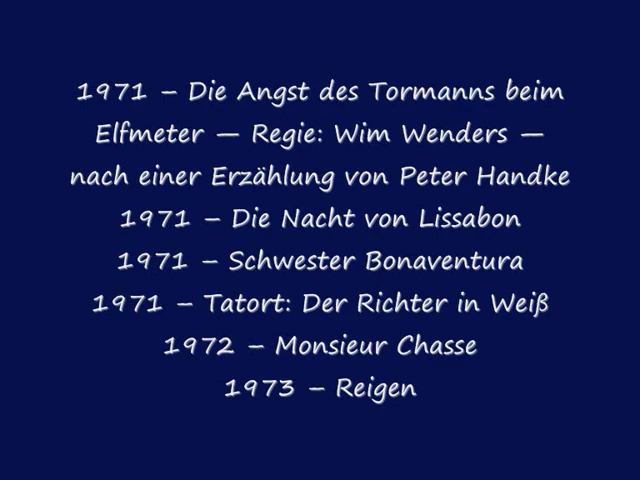 1971 – Die Angst des Tormanns beim
Elfmeter — Regie: Wim Wenders —
nach einer Erzählung von Peter Handke
1971 – Die Nacht von Lissabon
1971 – Schwester Bonaventura
1971 – Tatort: Der Richter in Weiß
1972 – Monsieur Chasse
1973 – Reigen